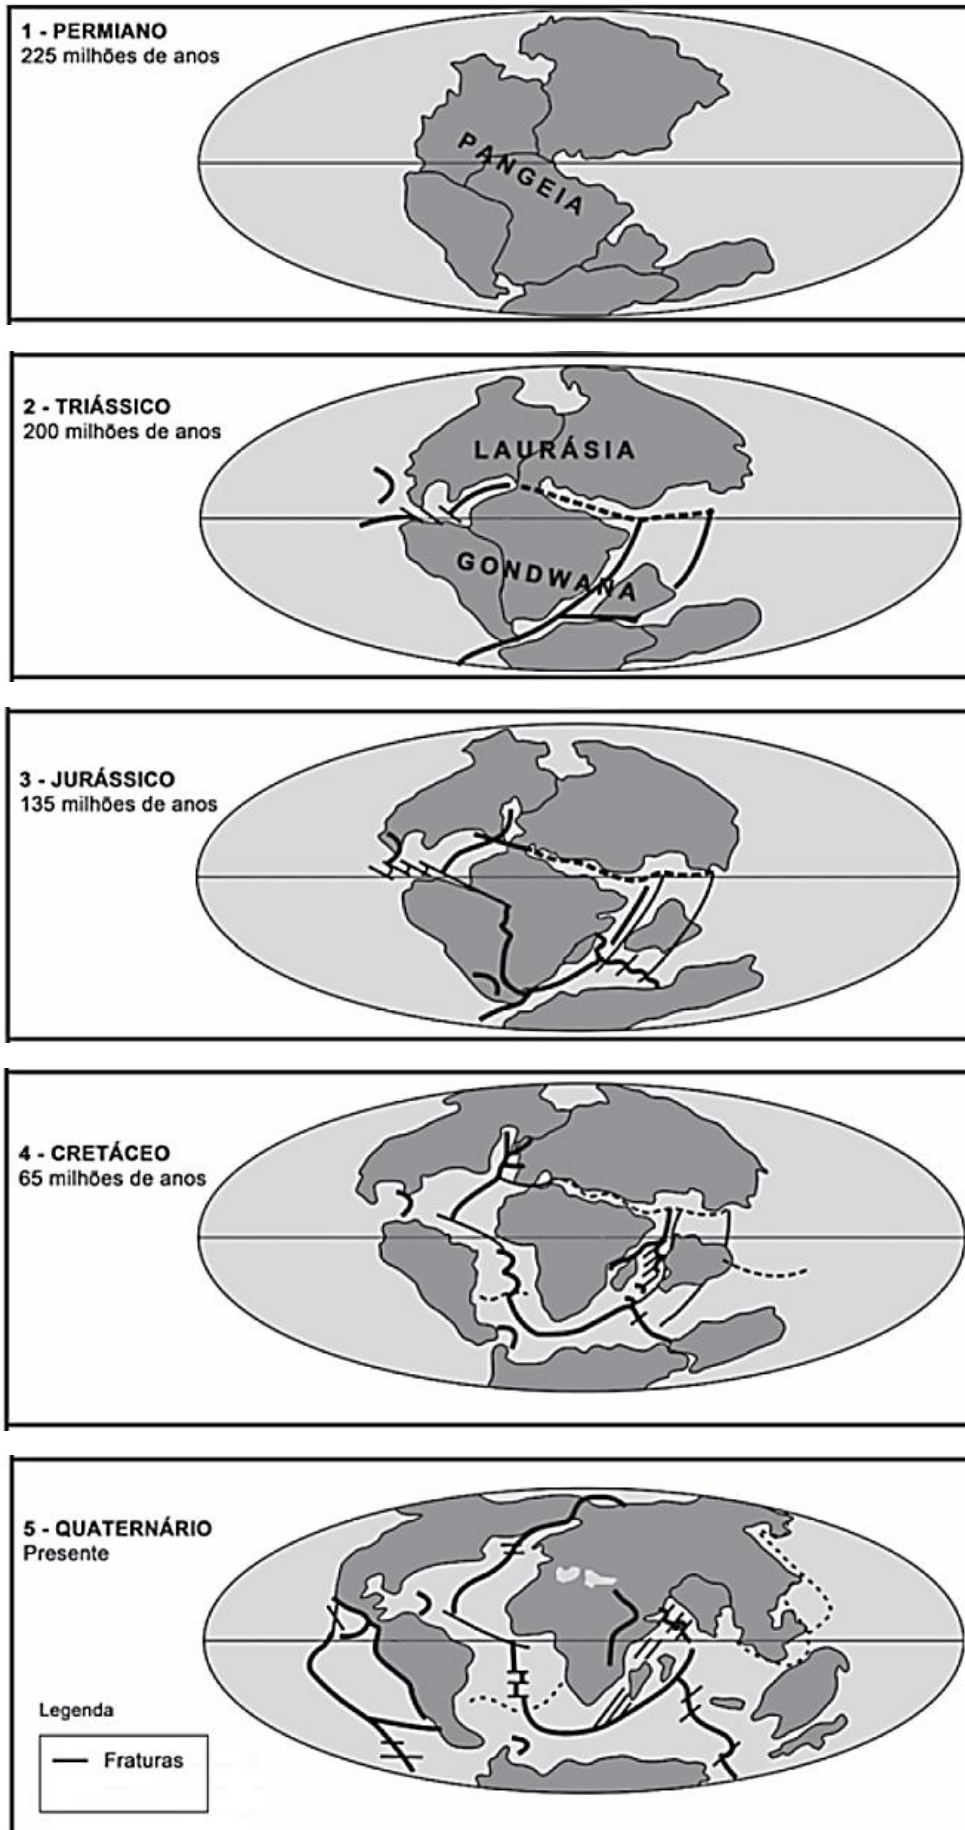 1 - PERMIANO
225 milhões de anos
PANGEIA
2 - TRIÁSSICO
200 milhões de anos
LAURÁSIA
GONDWANA
3 - JURÁSSICO
135 milhões de anos
4 - CRETÁCEO
65 milhões de anos
5 - QUATERNÁRIO
Presente
Legenda
Fraturas